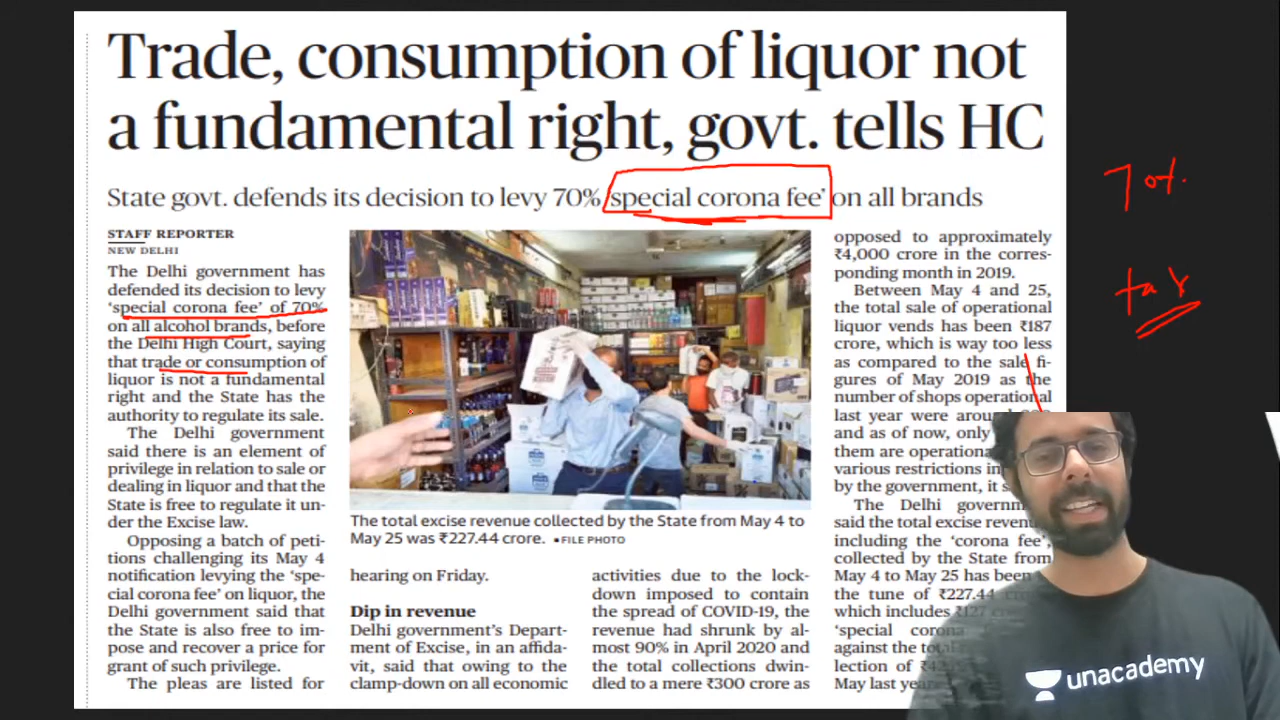 Trade, consumption of liquor not
a fundamental right, govt. tells HC
State govt. defends its decision to levy 70% 'special corona fee' on all brands
STAFF REPORTER
NEW DELHI
The Delhi government has
defended its decision to levy
‘special corona fee’ of 70%
on all alcohol brands, before
the Delhi High Court, saying
that trade or consumption of
liquor is not a fundamental
right and the State has the
authority to regulate its sale.
The Delhi government
said there is an element of
privilege in relation to sale or
dealing in liquor and that the
State is free to regulate it un-
der the Excise law.
Opposing a batch of peti-
tions challenging its May 4
notification levying the ‘spe-
cial corona fee’ on liquor, the
Delhi government said that
the State is also free to im-
pose and recover a price for
grant of such privilege.
The pleas are listed for
The total excise revenue collected by the State from May 4 to
May 25 was ₹227.44 crore. ▪FILE PHOTO
hearing on Friday.
Dip in revenue
Delhi government’s Depart-
ment of Excise, in an affida-
vit, said that owing to the
clamp-down on all economic
activities due to the lock-
down imposed to contain
the spread of COVID-19, the
revenue had shrunk by al-
most 90% in April 2020 and
the total collections dwin-
dled to a mere ₹300 crore as
opposed to approximately
₹4,000 crore in the corres-
ponding month in 2019.
Between May 4 and 25,
the total sale of operational
liquor vends has been ₹187
crore, which is way too less
as compared to the sale fi-
gures of May 2019 as the
number of shops operational
last year were around
and as of now, only
them are operational
various restrictions
by the government, it
The Delhi
said the total excise
including the ‘corona fee’,
collected by the State from
May 4 to May 25 has been
the tune of ₹227.44
which includes
‘special corona
against the
lection of
May last year
70%
tax
unacademy